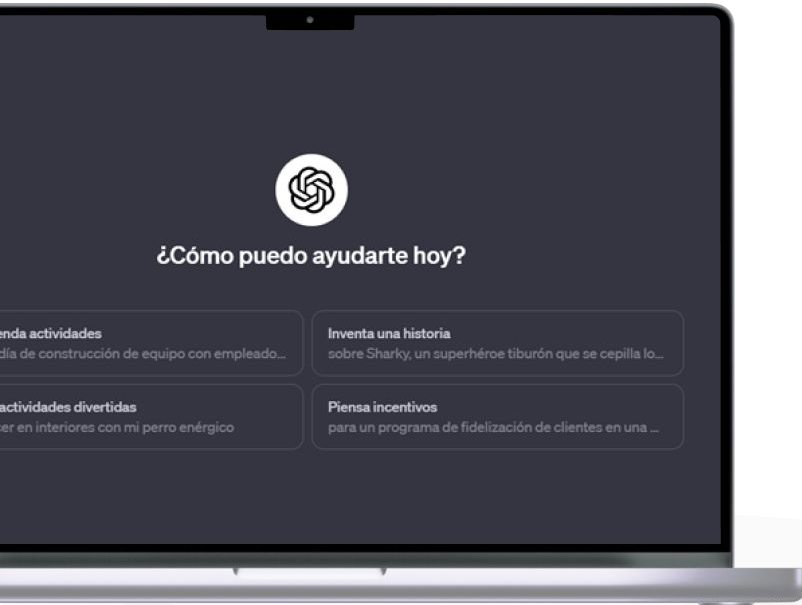 ¿Cómo puedo ayudarte hoy?
enda actividades
día de construcción de equipo con empleado...
Inventa una historia
sobre Sharky, un superhéroe tiburón que se cepilla lo...
actividades divertidas
cer en interiores con mi perro enérgico
Piensa incentivos
para un programa de fidelización de clientes en una ...